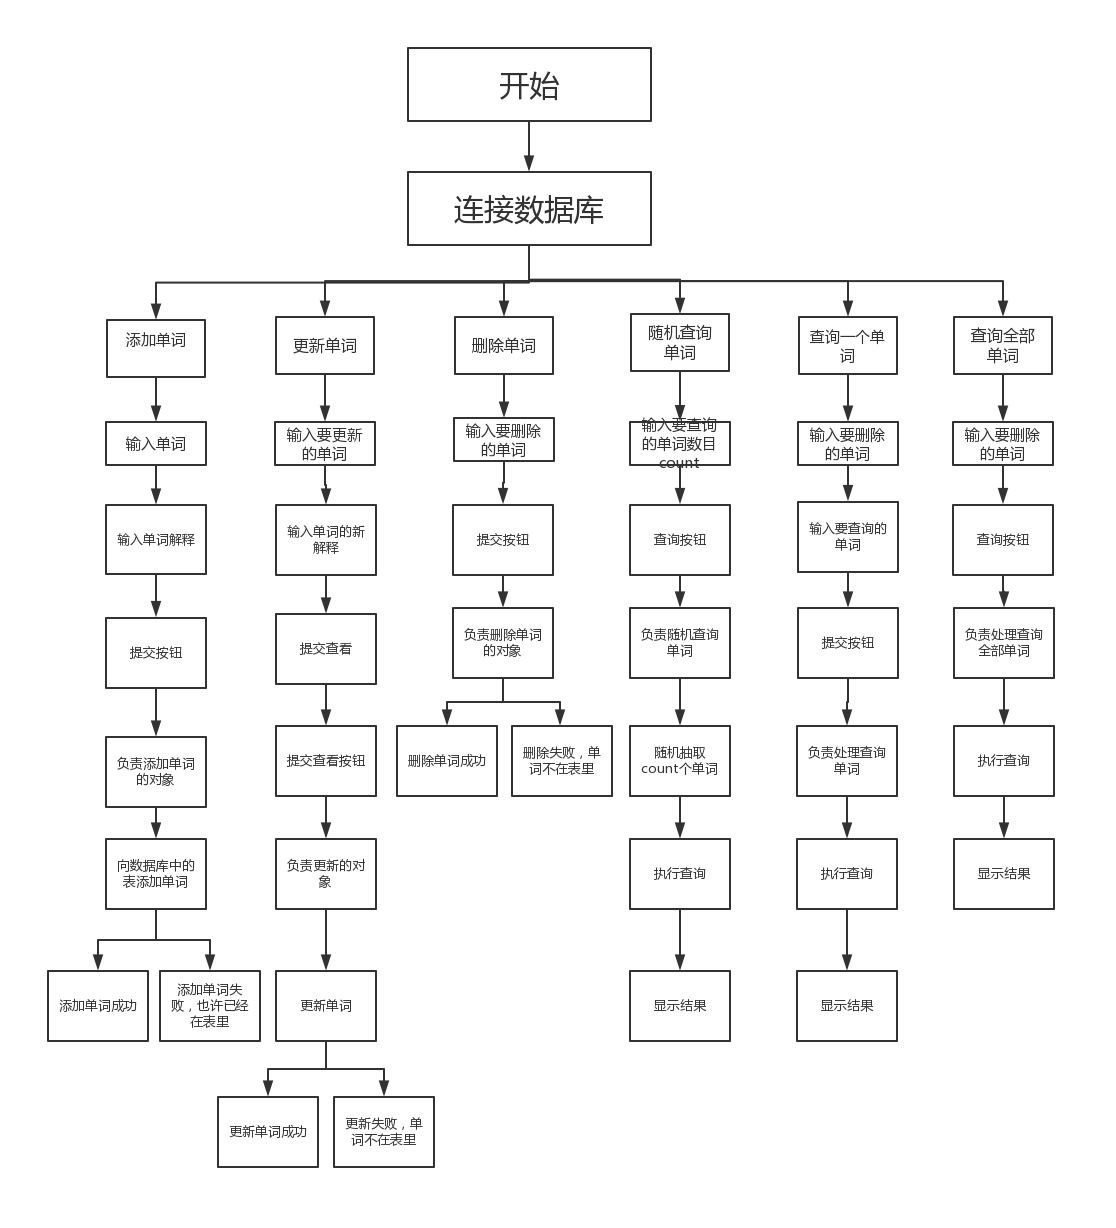 开始
连接数据库
添加单词
更新单词
删除单词
随机查询
单词
查询一个单
词
查询全部
单词
输入单词
输入要更新
的单词
输入要删除
的单词
输入要查询
的单词数目
count
输入要删除
的单词
输入要删除
的单词
输入单词解释
输入单词的新
解释
提交按钮
查询按钮
输入要查询的
单词
查询按钮
提交按钮
提交查看
负责删除单词
的对象
负责随机查询
单词
提交按钮
负责处理查询
全部单词
负责添加单词
的对象
提交查看按钮
删除单词成功
删除失败，单
词不在表里
随机抽取
count个单词
负责处理查询
单词
执行查询
向数据库中的
表添加单词
负责更新的对
象
执行查询
执行查询
显示结果
添加单词成功
添加单词失
败，也许已经
在表里
更新单词
显示结果
显示结果
更新单词成功
更新失败，单
词不在表里